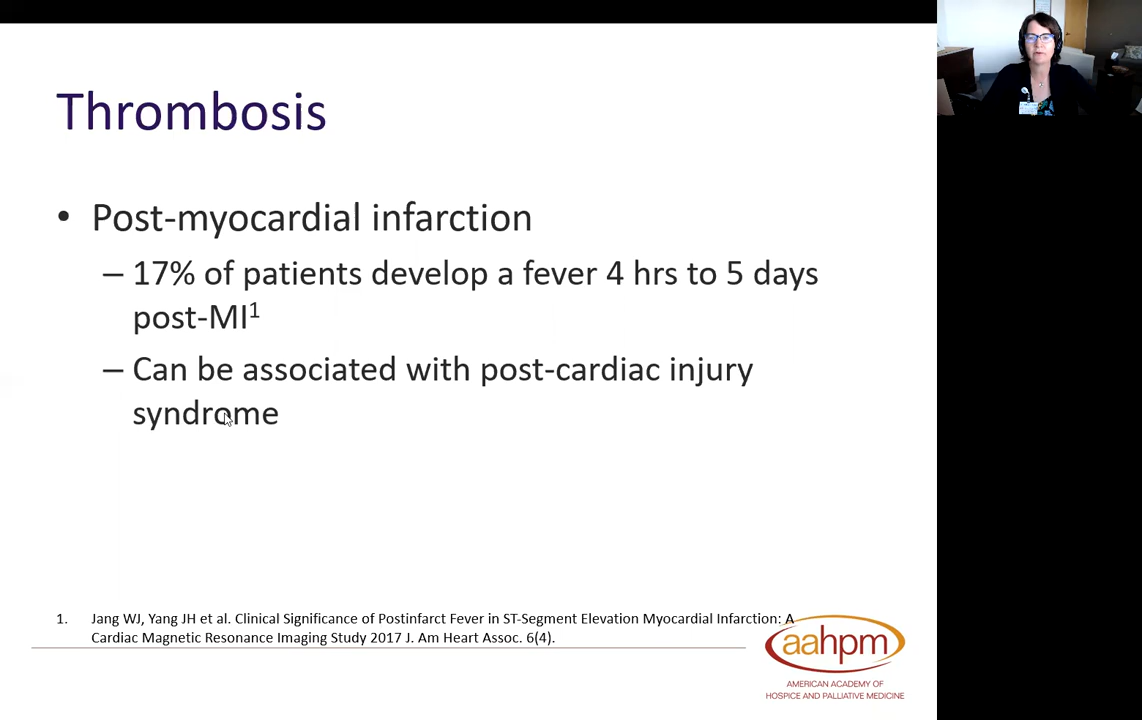 Thrombosis
• Post-myocardial infarction
– 17% of patients develop a fever 4 hrs to 5 days
post-MI¹
– Can be associated with post-cardiac injury
syndrome
1. Jang WJ, Yang JH et al. Clinical Significance of Postinfarct Fever in ST-Segment Elevation Myocardial Infarction: A
Cardiac Magnetic Resonance Imaging Study 2017 J. Am Heart Assoc. 6(4).
aahpm
AMERICAN ACADEMY OF
HOSPICE AND PALLIATIVE MEDICINE